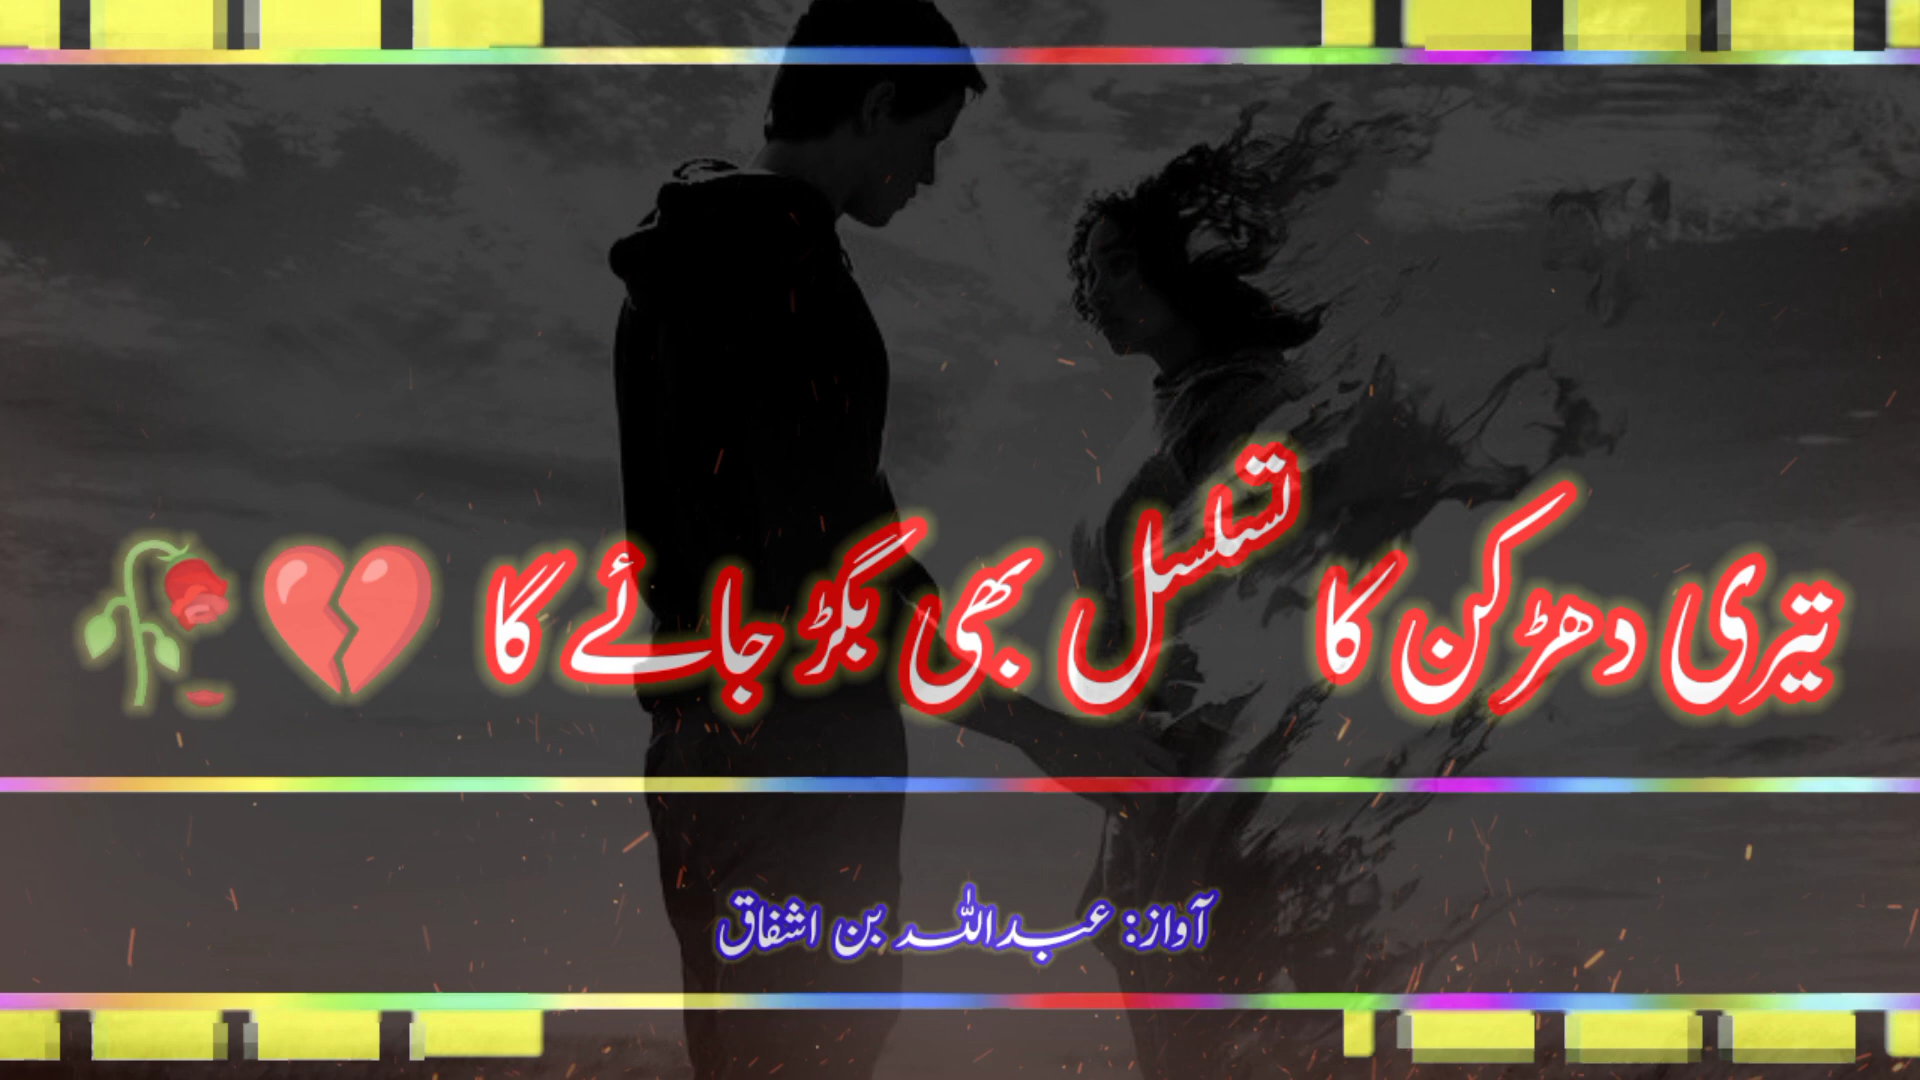 تیری دھڑکن کا تسلسل بھی بگڑ جائے گا 💔🥀
آواز: عبداللہ بن اشفاق